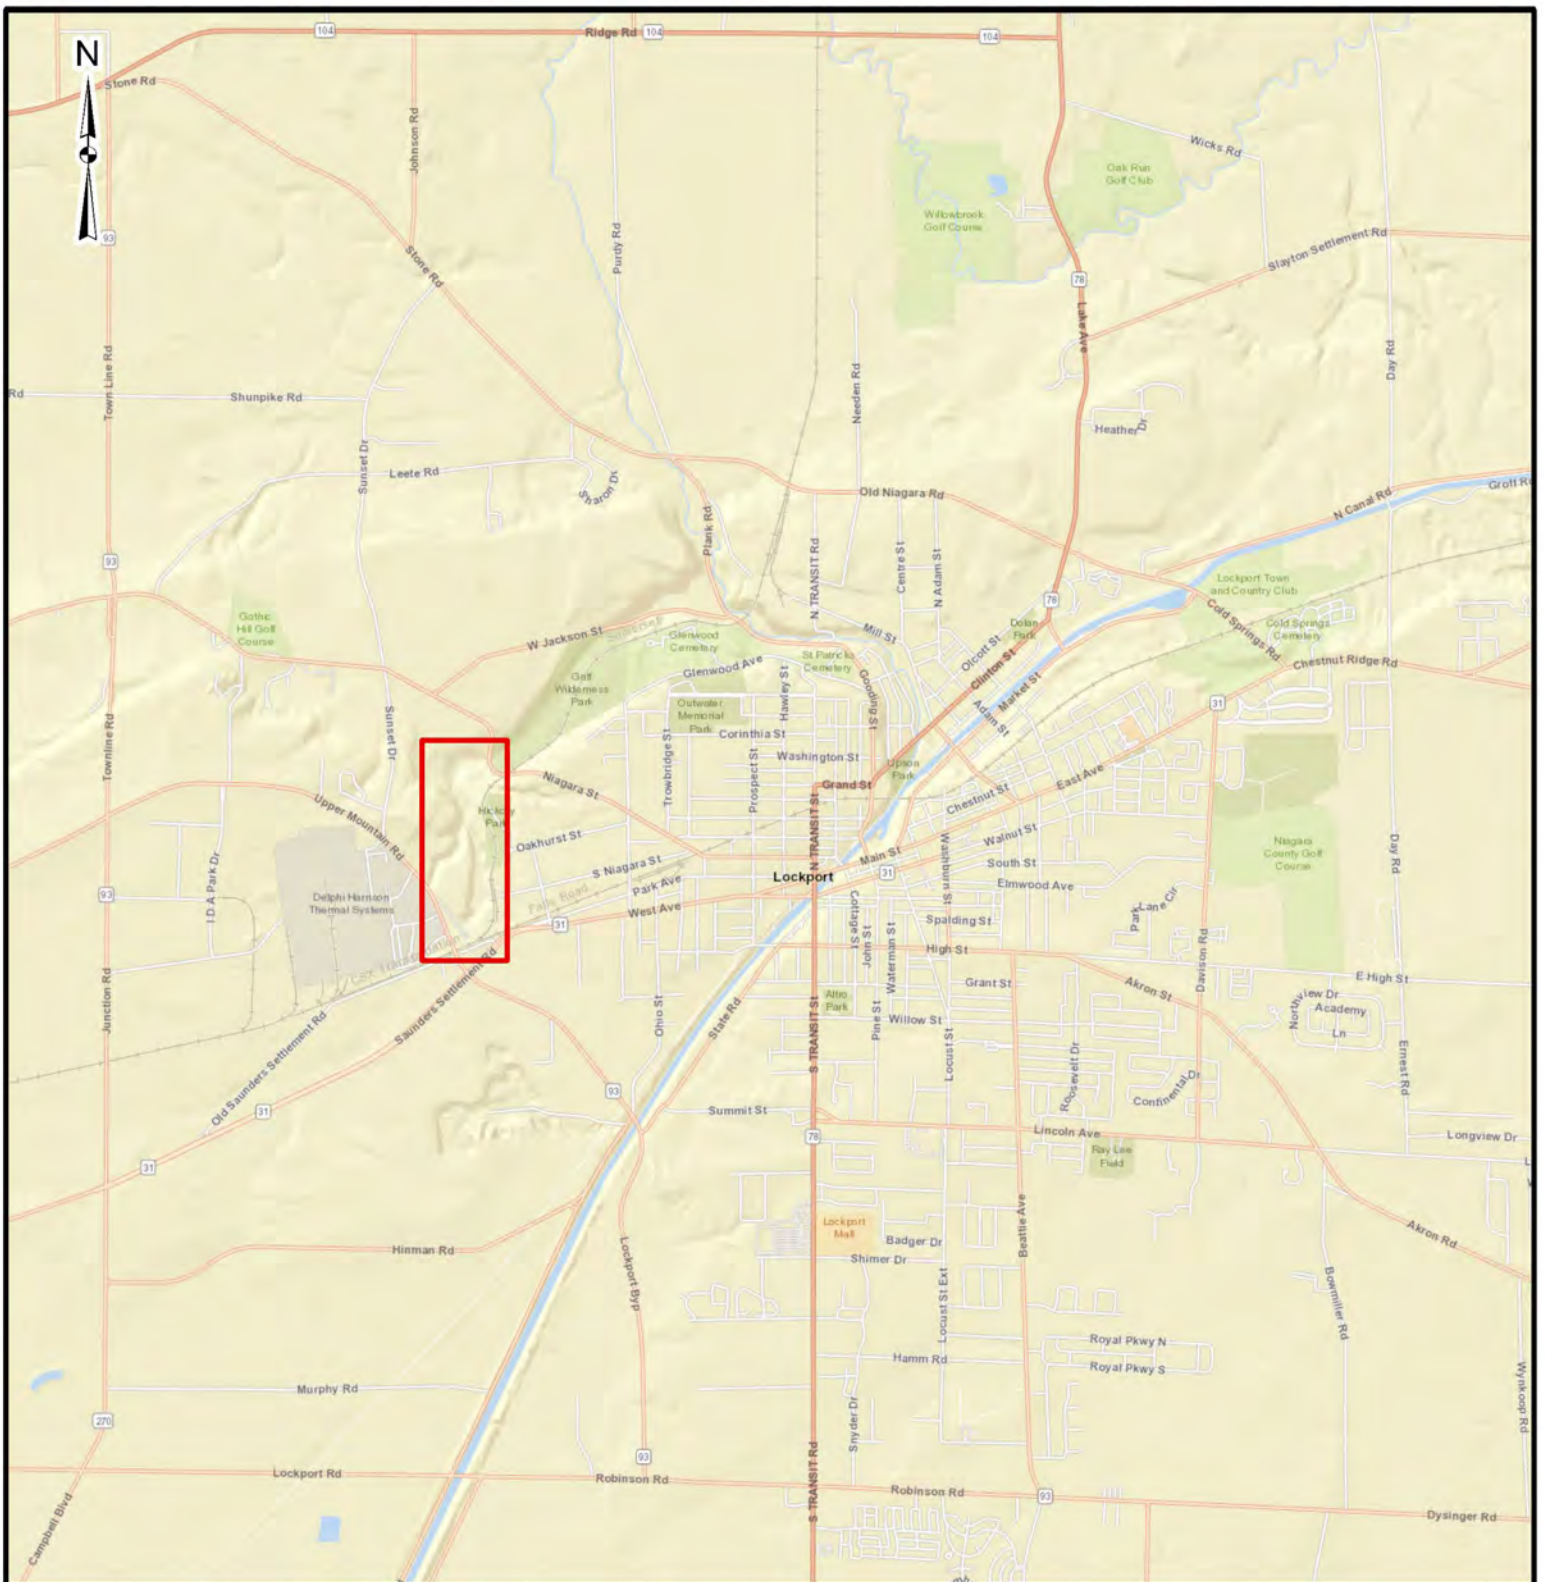 104
Ridge Rd
104
104
N
Stone Rd
Johnson Rd
Wicks Rd
Oak Run
Golf Club
Willowbrook
Golf Course
93
Purdy Rd
Stone Rd
Slayton Settlement Rd
78
Lake Ave
Town Line Rd
Day Rd
Rd
Shunpike Rd
Needen Rd
Heather Dr
Sunset Dr
Leete Rd
Sharon Dr
Old Niagara Rd
N Canal Rd
Plank Rd
93
N TRANSIT Rd
Centre St
N Adam St
Lockport Town
and Country Club
78
Gothic
Hill Golf
Course
W Jackson St
Somerset
Glenwood
Cemetery
Mill St
Dolan
Park
Cold Springs Rd
Cold Springs
Cemetery
St Patricks
Cemetery
Olcott St
Clinton St
Chestnut Ridge Rd
Glenwood Ave
Gulf
Wilderness
Park
Hawley St
Gooding St
Market St
31
Outwater
Memorial
Park
Adam St
Sunset Dr
Townline Rd
Corinthia St
Trowbridge St
Prospect St
Washington St
Upson
Park
Niagara St
Grand St
East Ave
Chestnut St
Upper Mountain Rd
Hickory
Park
Oakhurst St
N TRANSIT St
Walnut St
Niagara
County Golf
Course
Day Rd
I D A Park Dr
S Niagara St
Main St
Washburn St
South St
Lockport
31
Park Ave
Elmwood Ave
93
Delphi Harrison
Thermal Systems
Falls Road
West Ave
31
Cottage St
Park
Lane Cir
Spalding St
John St
Waterman St
High St
Davison Rd
CSX Transportation
E High St
Junction Rd
Saunders Settlement Rd
Old Saunders Settlement Rd
Ohio St
State Rd
Altro
Park
Grant St
Akron St
Northview Dr
Academy
Ln
Pine St
Willow St
S TRANSIT St
Locust St
Roosevelt Dr
Continental Dr
Ernest Rd
93
31
Summit St
78
Lincoln Ave
Longview Dr
31
Ray Lee
Field
Lockport
Mall
Beattie Ave
Akron Rd
Hinman Rd
Badger Dr
Shimer Dr
Lockport Byp
Locust St Ext
Bowmiller Rd
Royal Pkwy N
Hamm Rd
Royal Pkwy S
Murphy Rd
Wynkoop Rd
270
Snyder Dr
93
Lockport Rd
Robinson Rd
S TRANSIT Rd
Robinson Rd
93
Campbell Blvd
Dysinger Rd